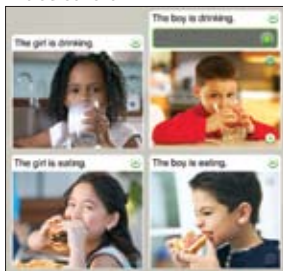 The girl is drinking.
The boy is drinking.
The girl is eating.
The boy is eating.